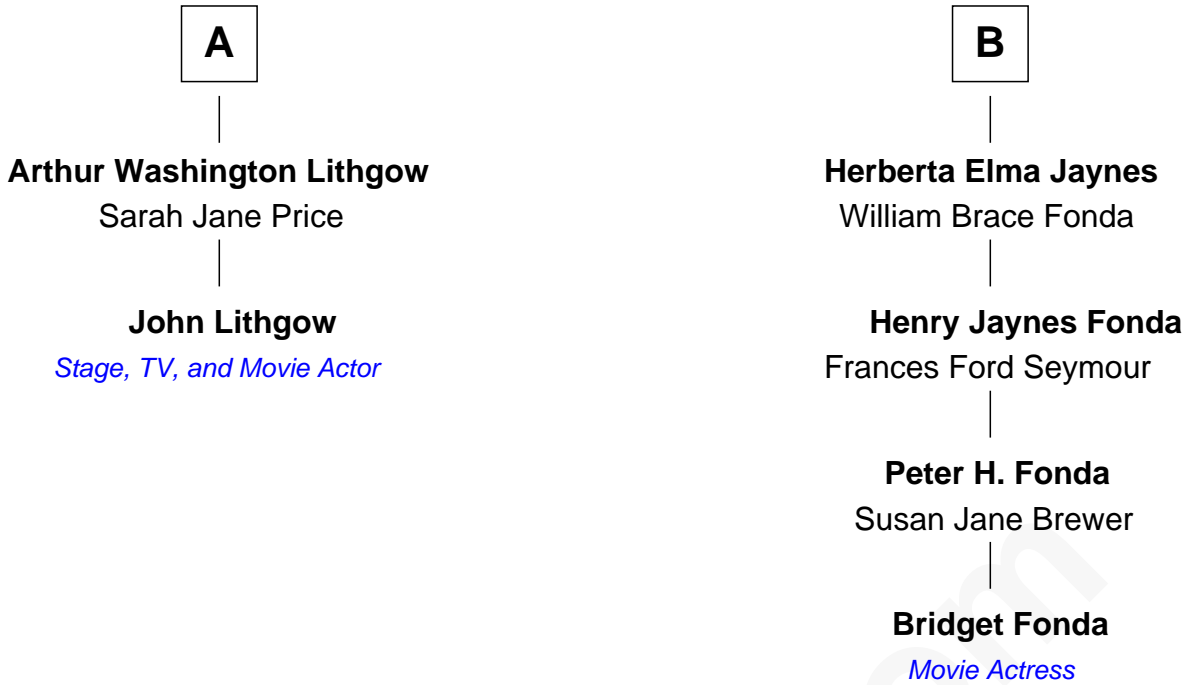 A
Arthur Washington Lithgow
Sarah Jane Price
John Lithgow
Stage, TV, and Movie Actor
B
Herberta Elma Jaynes
William Brace Fonda
Henry Jaynes Fonda
Frances Ford Seymour
Peter H. Fonda
Susan Jane Brewer
Bridget Fonda
Movie Actress
om